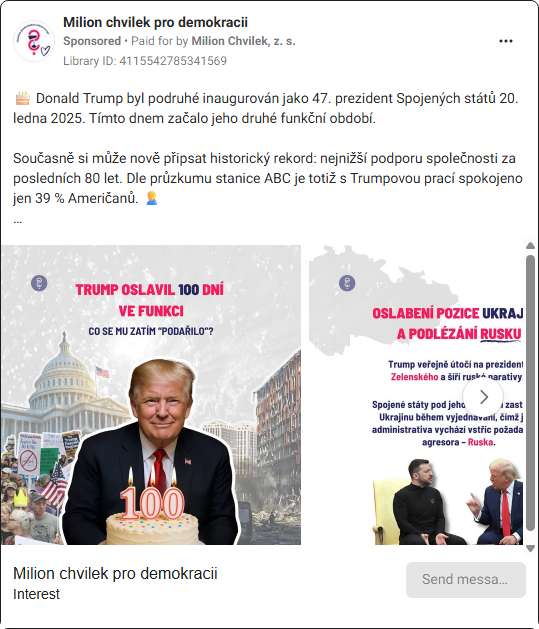 Milion chvilek pro demokracii
Sponsored • Paid for by Milion Chvilek, z. s.
Library ID: 4115542785341569
🎂 Donald Trump byl podruhé inaugurován jako 47. prezident Spojených států 20.
ledna 2025. Tímto dnem začalo jeho druhé funkční období.
Současně si může nově připsat historický rekord: nejnižší podporu společnosti za
posledních 80 let. Dle průzkumu stanice ABC je totiž s Trumpovou prací spokojeno
jen 39 % Američanů. 🤦‍♂️
...
TRUMP OSLAVIL 100 DNÍ
VE FUNKCI
CO SE MU ZATÍM "PODAŘILO"?
100
OSLABENÍ POZICE UKRAJ
A PODLÉZÁNÍ RUSKU
Trump veřejně útočí na prezident
Zelenského a šíří ruské narativy
Spojené státy pod jeho zast
Ukrajinu během vyjednávání, čímž j
administrativa vychází vstříc požada
agresora – Ruska.
Milion chvilek pro demokracii
Interest
Send messa...